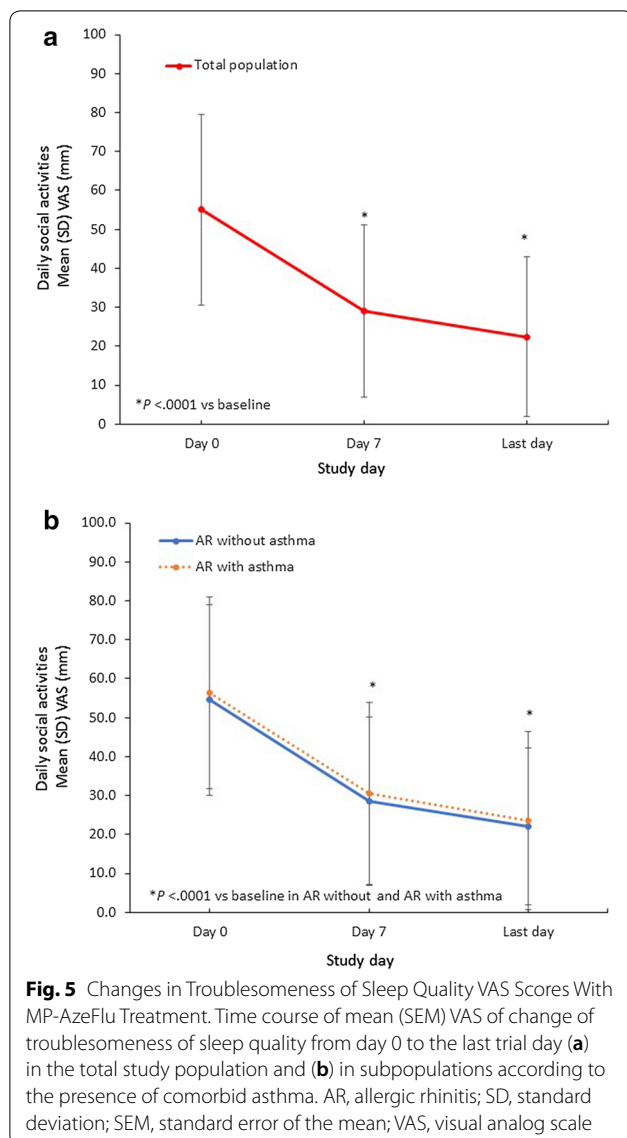 a
100
90
80
70
60
50
40
30
20
10
0
Daily social activities
Mean (SD) VAS (mm)
Total population
*
*
*P <.0001 vs baseline
Day 0
Day 7
Last day
Study day
b
100.0
90.0
80.0
70.0
60.0
50.0
40.0
30.0
20.0
10.0
0.0
Daily social activities
Mean (SD) VAS (mm)
AR without asthma
AR with asthma
*
*
*P <.0001 vs baseline in AR without and AR with asthma
Day 0
Day 7
Last day
Study day
Fig. 5 Changes in Troublesomeness of Sleep Quality VAS Scores With
MP-AzeFlu Treatment. Time course of mean (SEM) VAS of change of
troublesomeness of sleep quality from day 0 to the last trial day (a)
in the total study population and (b) in subpopulations according to
the presence of comorbid asthma. AR, allergic rhinitis; SD, standard
deviation; SEM, standard error of the mean; VAS, visual analog scale